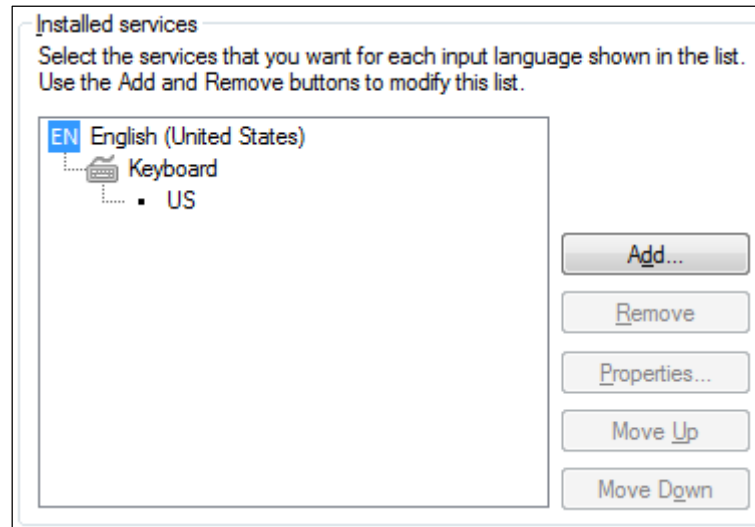 Installed services
Select the services that you want for each input language shown in the list.
Use the Add and Remove buttons to modify this list.
EN English (United States)
Keyboard
▪ US
Add...
Remove
Properties...
Move Up
Move Down